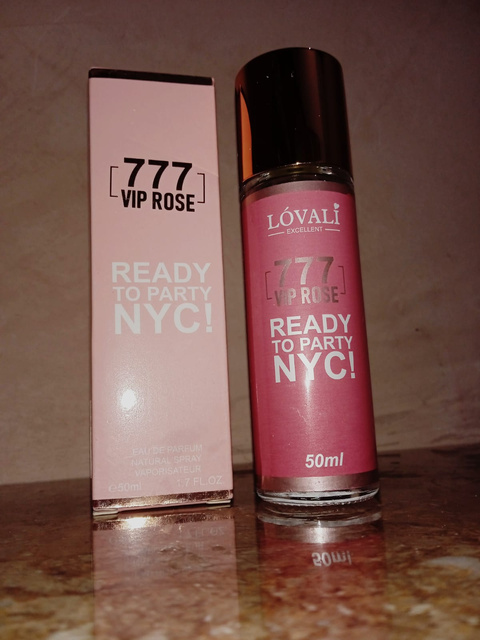 777
VIP ROSE
READY
TO PARTY
NYC!
EAU DE PARFUM
NATURAL SPRAY
VAPORISATEUR
50ml
1.7 FL.OZ
LÓVALI
EXCELLENT
777
VIP ROSE
READY
TO PARTY
NYC!
50ml